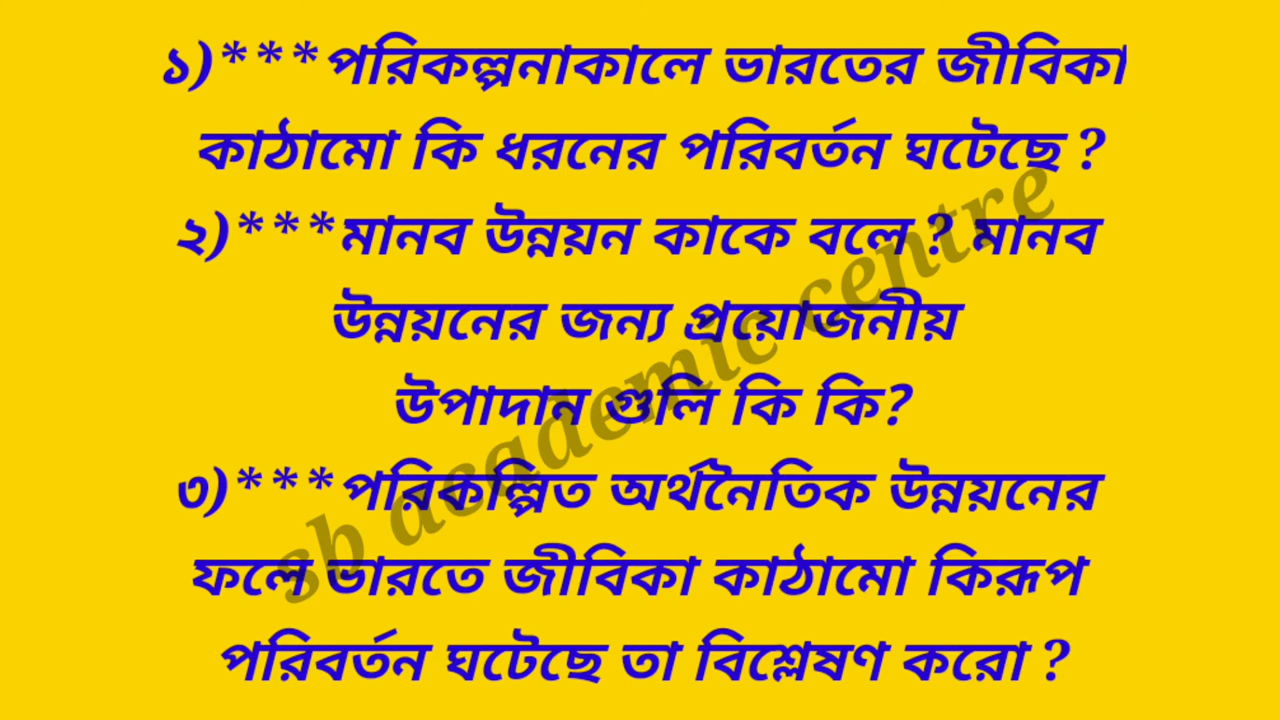 ১)***পরিকল্পনাকালে ভারতের জীবিকা
কাঠামো কি ধরনের পরিবর্তন ঘটেছে ?
২)***মানব উন্নয়ন কাকে বলে ? মানব
উন্নয়নের জন্য প্রয়োজনীয়
উপাদান গুলি কি কি?
৩)***পরিকল্পিত অর্থনৈতিক উন্নয়নের
ফলে ভারতে জীবিকা কাঠামো কিরূপ
পরিবর্তন ঘটেছে তা বিশ্লেষণ করো ?
sb academic centre